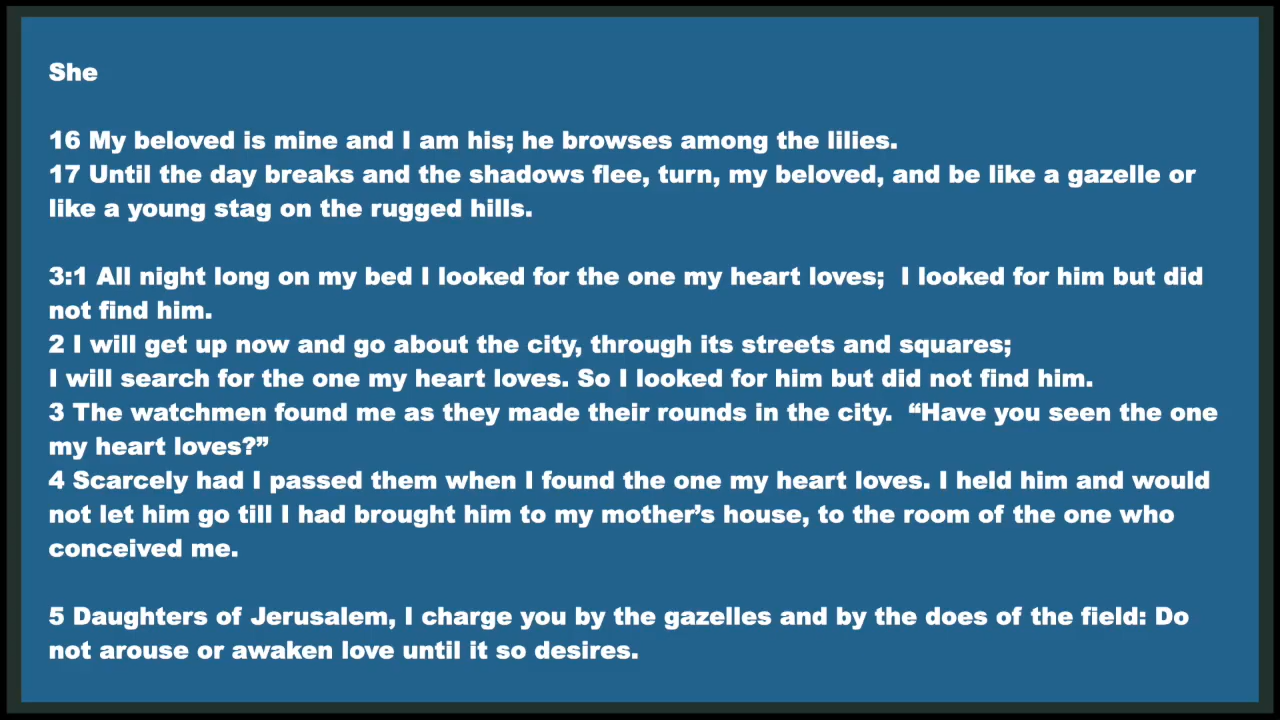 She
16 My beloved is mine and I am his; he browses among the lilies.
17 Until the day breaks and the shadows flee, turn, my beloved, and be like a gazelle or
like a young stag on the rugged hills.
3:1 All night long on my bed I looked for the one my heart loves;  I looked for him but did
not find him.
2 I will get up now and go about the city, through its streets and squares;
I will search for the one my heart loves. So I looked for him but did not find him.
3 The watchmen found me as they made their rounds in the city.  “Have you seen the one
my heart loves?”
4 Scarcely had I passed them when I found the one my heart loves. I held him and would
not let him go till I had brought him to my mother’s house, to the room of the one who
conceived me.
5 Daughters of Jerusalem, I charge you by the gazelles and by the does of the field: Do
not arouse or awaken love until it so desires.